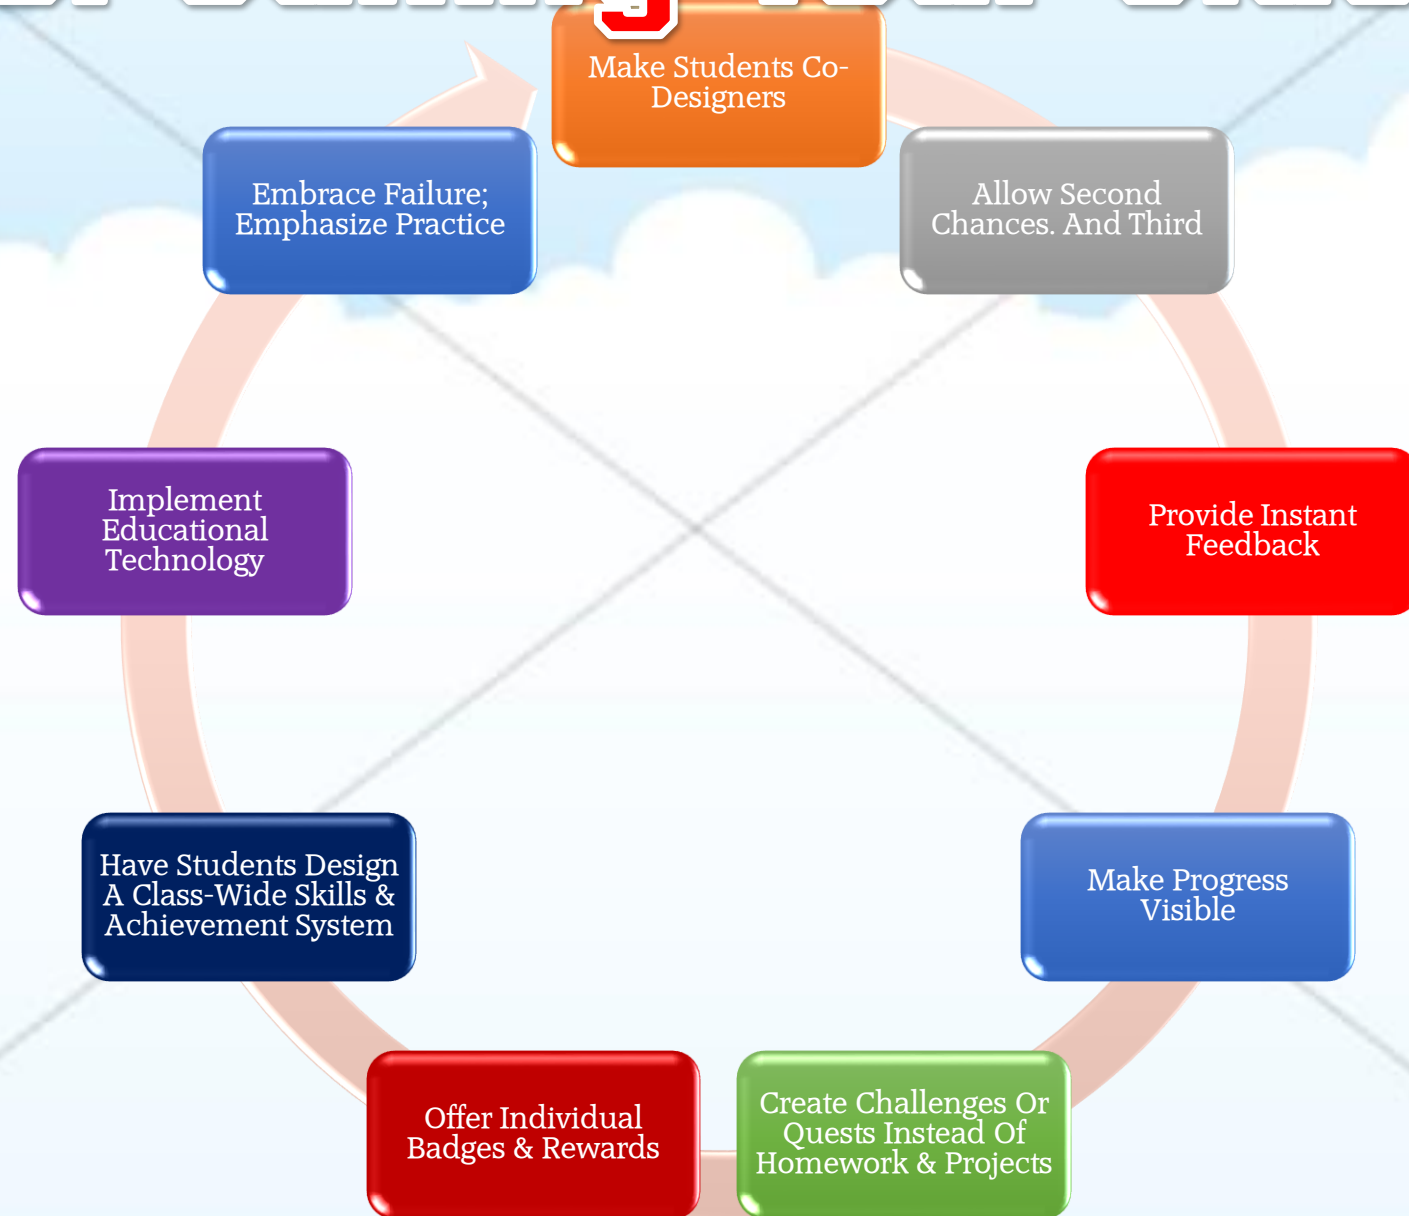 Make Students Co-
Designers
Allow Second
Chances. And Third
Provide Instant
Feedback
Make Progress
Visible
Create Challenges Or
Quests Instead Of
Homework & Projects
Offer Individual
Badges & Rewards
Have Students Design
A Class-Wide Skills &
Achievement System
Implement
Educational
Technology
Embrace Failure;
Emphasize Practice